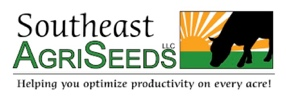 Southeast
AGRISEEDS LLC
Helping you optimize productivity on every acre!